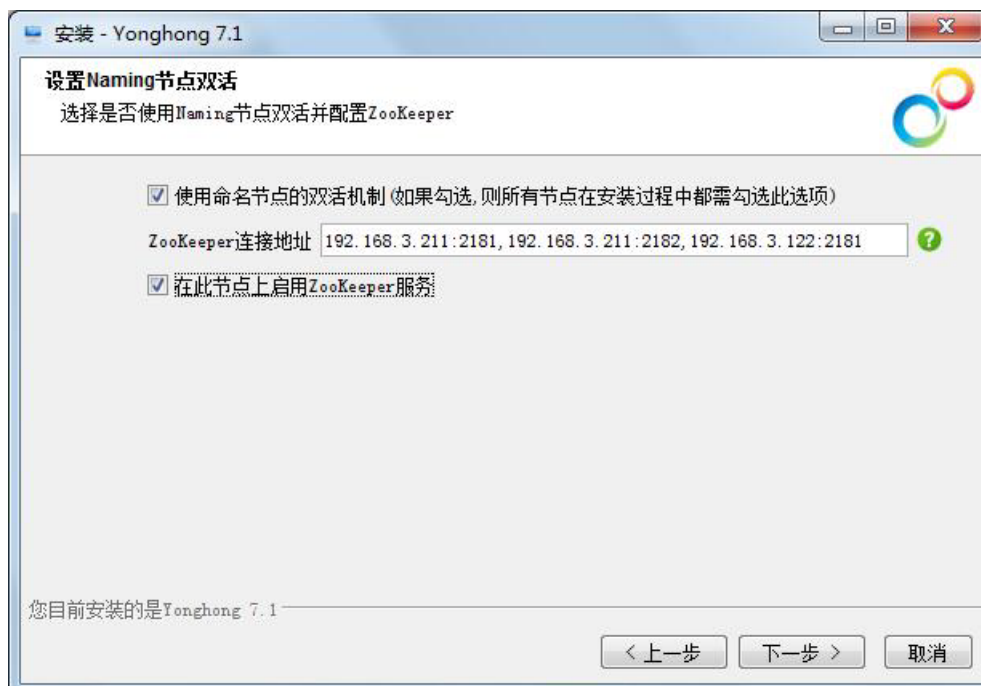 安装 - Yonghong 7.1
设置Naming节点双活
选择是否使用Naming节点双活并配置ZooKeeper
使用命名节点的双活机制(如果勾选,则所有节点在安装过程中都需勾选此选项)
ZooKeeper连接地址 192.168.3.211:2181,192.168.3.211:2182,192.168.3.122:2181 ?
在此节点上启用ZooKeeper服务
您目前安装的是Yonghong 7.1
< 上一步 下一步 > 取消